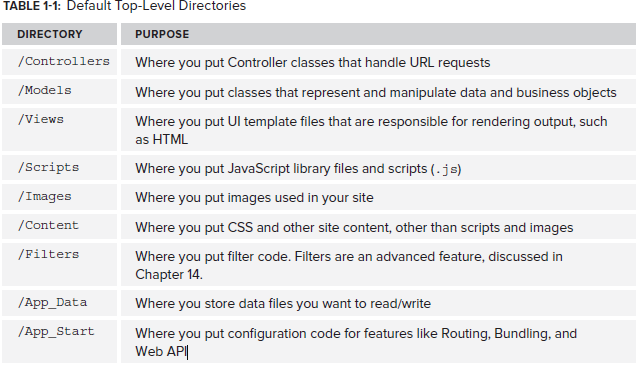 TABLE 1-1: Default Top-Level Directories
DIRECTORY PURPOSE
/Controllers Where you put Controller classes that handle URL requests
/Models Where you put classes that represent and manipulate data and business objects
/Views Where you put UI template files that are responsible for rendering output, such
as HTML
/Scripts Where you put JavaScript library files and scripts (.js)
/Images Where you put images used in your site
/Content Where you put CSS and other site content, other than scripts and images
/Filters Where you put filter code. Filters are an advanced feature, discussed in
Chapter 14.
/App_Data Where you store data files you want to read/write
/App_Start Where you put configuration code for features like Routing, Bundling, and
Web API